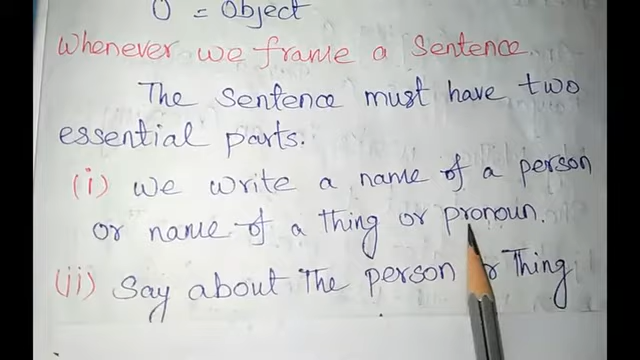 O = Object
Whenever we frame a Sentence.
The Sentence must have two
essential parts.
(i) We write a name of a person
or name of a thing or pronoun.
(ii) Say about The person or Thing